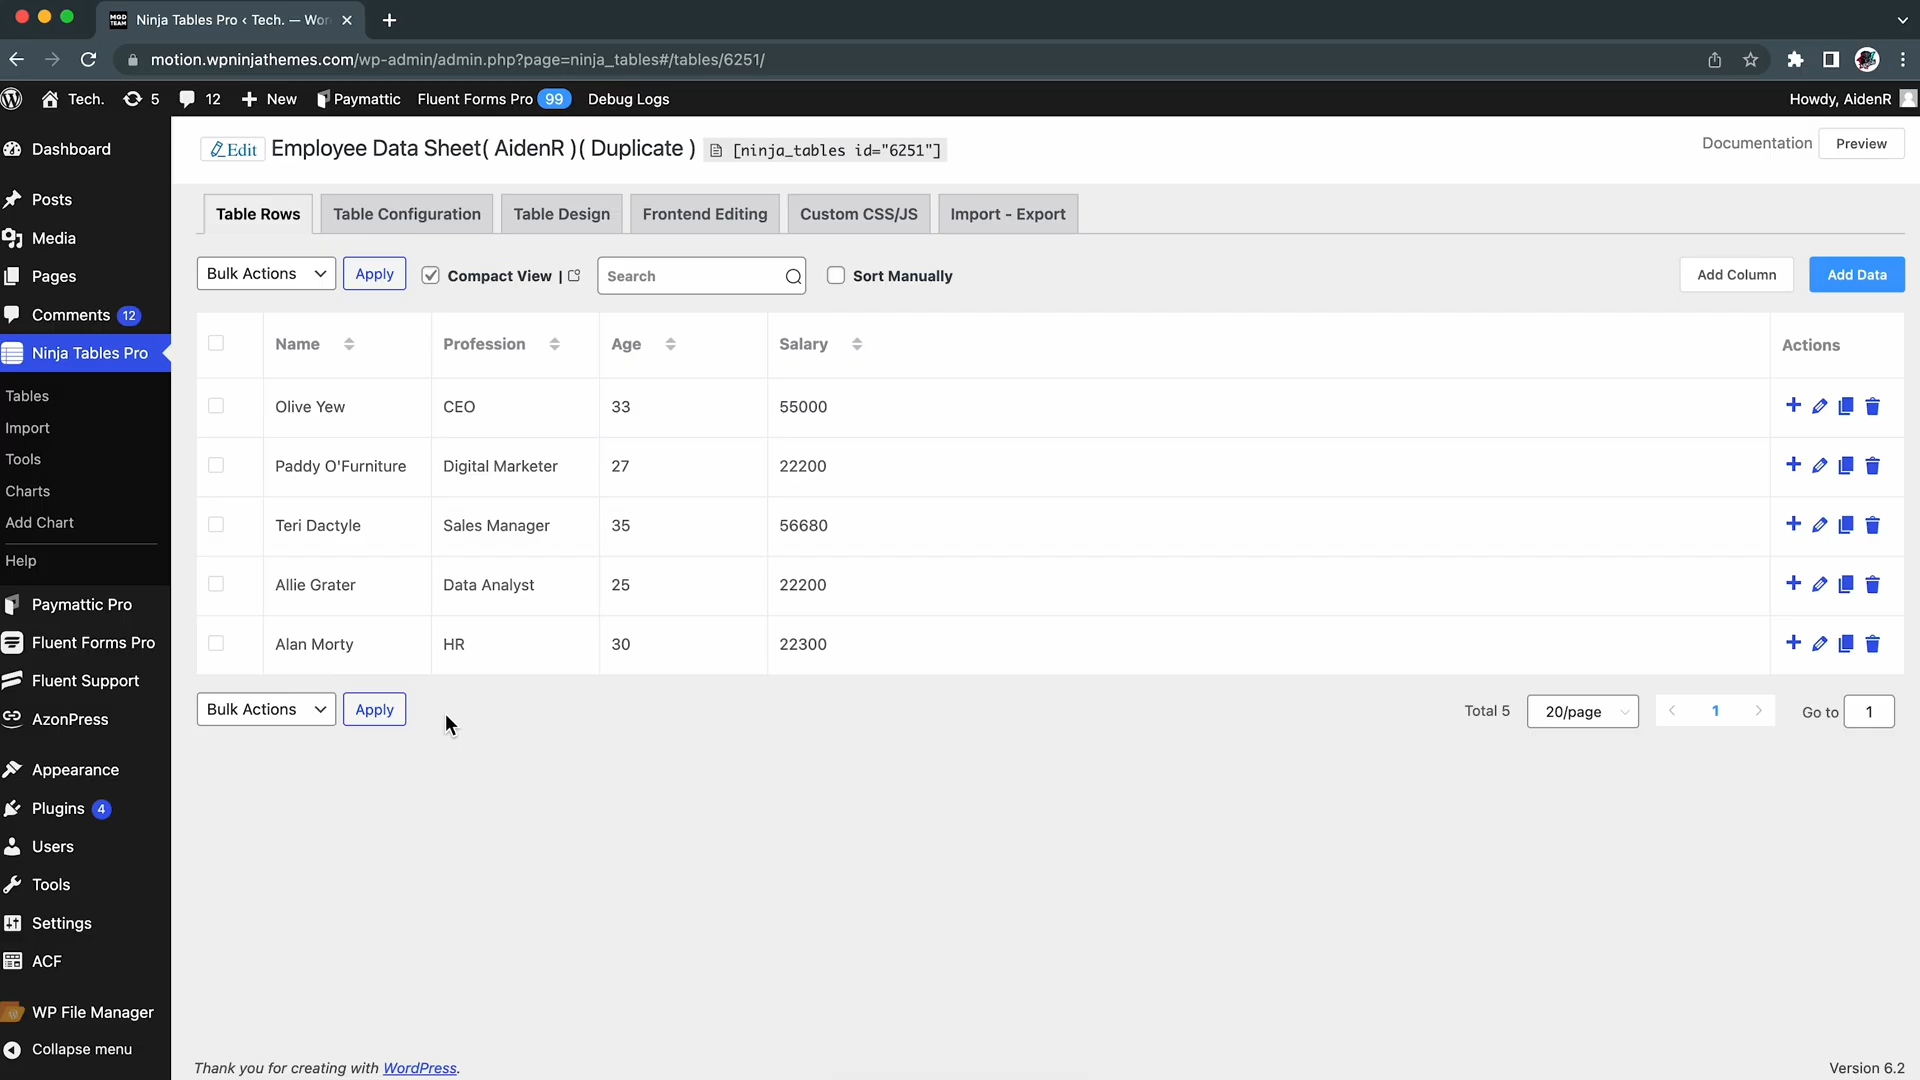 Ninja Tables Pro ‹ Tech. — Wor
motion.wpninjathemes.com/wp-admin/admin.php?page=ninja_tables#/tables/6251/
Tech. 5 12 New Paymattic Fluent Forms Pro 99 Debug Logs Howdy, AidenR
Dashboard
Posts
Media
Pages
Comments 12
Ninja Tables Pro
Tables
Import
Tools
Charts
Add Chart
Help
Paymattic Pro
Fluent Forms Pro
Fluent Support
AzonPress
Appearance
Plugins 4
Users
Tools
Settings
ACF
WP File Manager
Collapse menu
Edit Employee Data Sheet( AidenR )( Duplicate ) [ninja_tables id="6251"] Documentation Preview
Table Rows Table Configuration Table Design Frontend Editing Custom CSS/JS Import - Export
Bulk Actions Apply Compact View | Search Sort Manually Add Column Add Data
Name Profession Age Salary Actions
Olive Yew CEO 33 55000
Paddy O'Furniture Digital Marketer 27 22200
Teri Dactyle Sales Manager 35 56680
Allie Grater Data Analyst 25 22200
Alan Morty HR 30 22300
Bulk Actions Apply Total 5 20/page 1 Go to 1
Thank you for creating with WordPress. Version 6.2